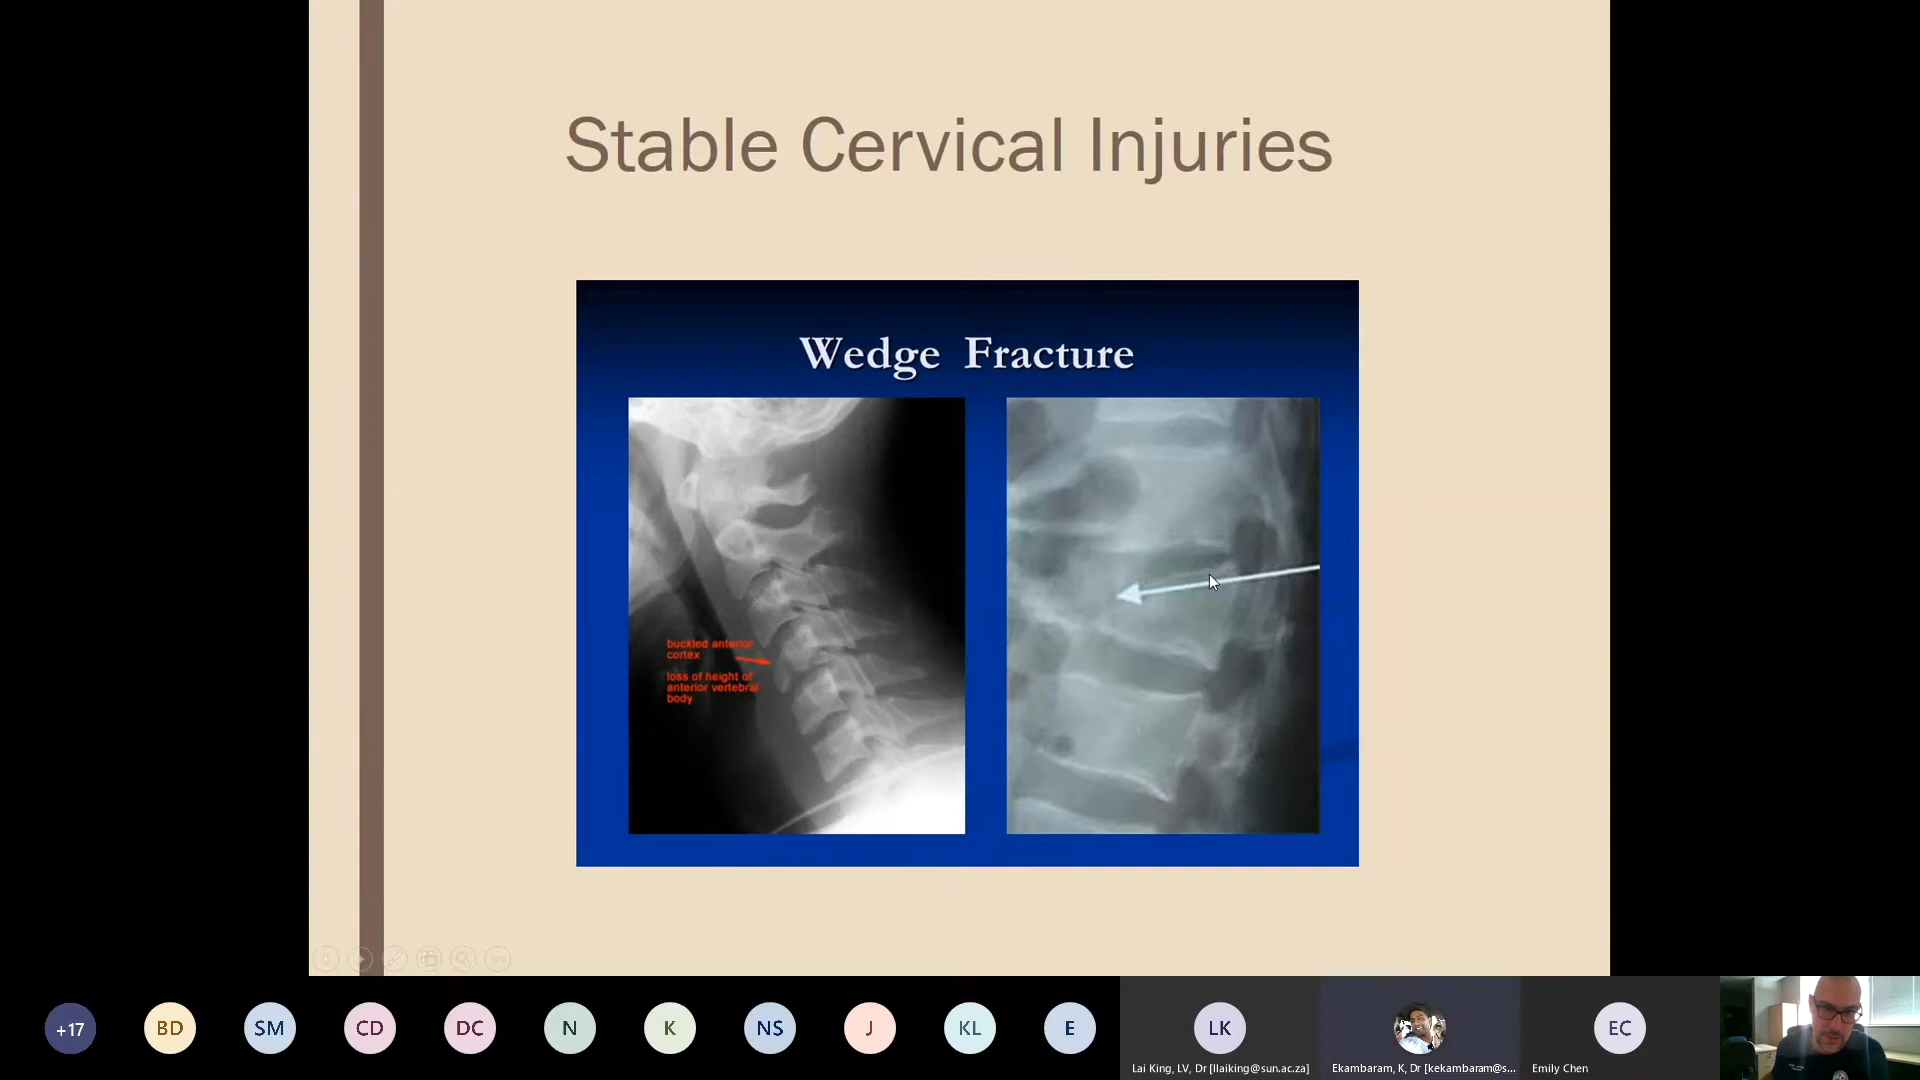 Stable Cervical Injuries
Wedge Fracture
buckled anterior
cortex
loss of height of
anterior vertebral
body
+17
BD
SM
CD
DC
N
K
NS
J
KL
E
LK
EC
Lai King, LV, Dr [llaiking@sun.ac.za]
Ekambaram, K, Dr [kekambaram@s...
Emily Chen